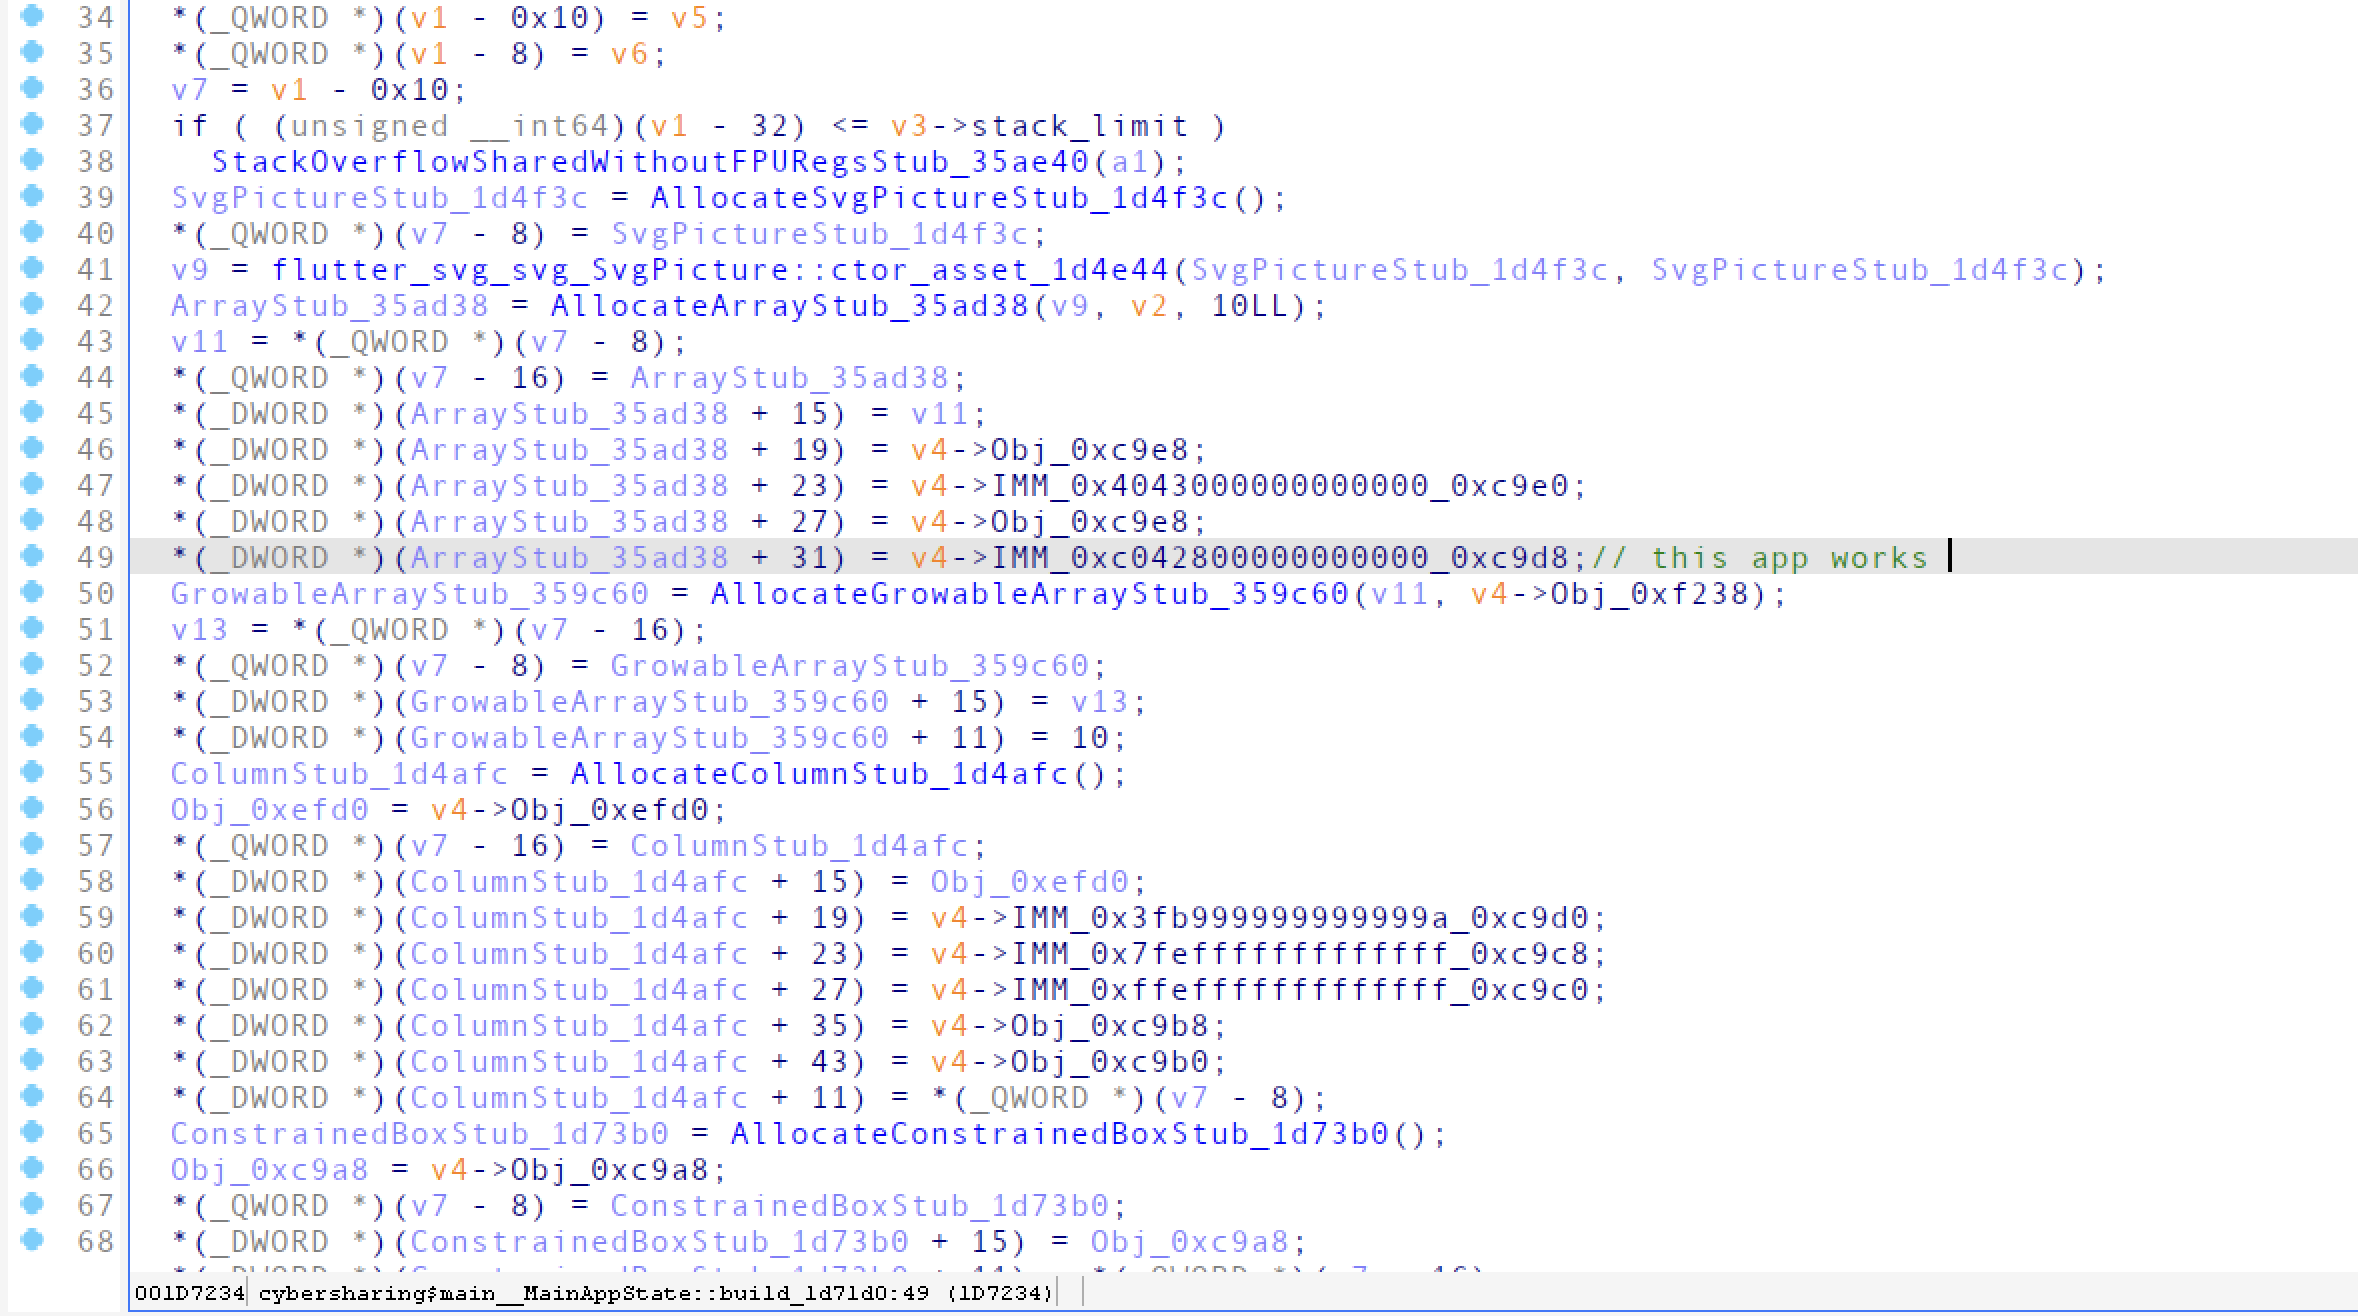 34 *(_QWORD *)(v1 - 0x10) = v5;
35 *(_QWORD *)(v1 - 8) = v6;
36 v7 = v1 - 0x10;
37 if ( (unsigned __int64)(v1 - 32) <= v3->stack_limit )
38 StackOverflowSharedWithoutFPURegsStub_35ae40(a1);
39 SvgPictureStub_1d4f3c = AllocateSvgPictureStub_1d4f3c();
40 *(_QWORD *)(v7 - 8) = SvgPictureStub_1d4f3c;
41 v9 = flutter_svg_svg_SvgPicture::ctor_asset_1d4e44(SvgPictureStub_1d4f3c, SvgPictureStub_1d4f3c);
42 ArrayStub_35ad38 = AllocateArrayStub_35ad38(v9, v2, 10LL);
43 v11 = *(_QWORD *)(v7 - 8);
44 *(_QWORD *)(v7 - 16) = ArrayStub_35ad38;
45 *(_DWORD *)(ArrayStub_35ad38 + 15) = v11;
46 *(_DWORD *)(ArrayStub_35ad38 + 19) = v4->Obj_0xc9e8;
47 *(_DWORD *)(ArrayStub_35ad38 + 23) = v4->IMM_0x4043000000000000_0xc9e0;
48 *(_DWORD *)(ArrayStub_35ad38 + 27) = v4->Obj_0xc9e8;
49 *(_DWORD *)(ArrayStub_35ad38 + 31) = v4->IMM_0xc042800000000000_0xc9d8;// this app works
50 GrowableArrayStub_359c60 = AllocateGrowableArrayStub_359c60(v11, v4->Obj_0xf238);
51 v13 = *(_QWORD *)(v7 - 16);
52 *(_QWORD *)(v7 - 8) = GrowableArrayStub_359c60;
53 *(_DWORD *)(GrowableArrayStub_359c60 + 15) = v13;
54 *(_DWORD *)(GrowableArrayStub_359c60 + 11) = 10;
55 ColumnStub_1d4afc = AllocateColumnStub_1d4afc();
56 Obj_0xefd0 = v4->Obj_0xefd0;
57 *(_QWORD *)(v7 - 16) = ColumnStub_1d4afc;
58 *(_DWORD *)(ColumnStub_1d4afc + 15) = Obj_0xefd0;
59 *(_DWORD *)(ColumnStub_1d4afc + 19) = v4->IMM_0x3fb999999999999a_0xc9d0;
60 *(_DWORD *)(ColumnStub_1d4afc + 23) = v4->IMM_0x7fefffffffffffff_0xc9c8;
61 *(_DWORD *)(ColumnStub_1d4afc + 27) = v4->IMM_0xffefffffffffffff_0xc9c0;
62 *(_DWORD *)(ColumnStub_1d4afc + 35) = v4->Obj_0xc9b8;
63 *(_DWORD *)(ColumnStub_1d4afc + 43) = v4->Obj_0xc9b0;
64 *(_DWORD *)(ColumnStub_1d4afc + 11) = *(_QWORD *)(v7 - 8);
65 ConstrainedBoxStub_1d73b0 = AllocateConstrainedBoxStub_1d73b0();
66 Obj_0xc9a8 = v4->Obj_0xc9a8;
67 *(_QWORD *)(v7 - 8) = ConstrainedBoxStub_1d73b0;
68 *(_DWORD *)(ConstrainedBoxStub_1d73b0 + 15) = Obj_0xc9a8;
001D7234 cybersharing$main__MainAppState::build_1d71d0:49 (1D7234)